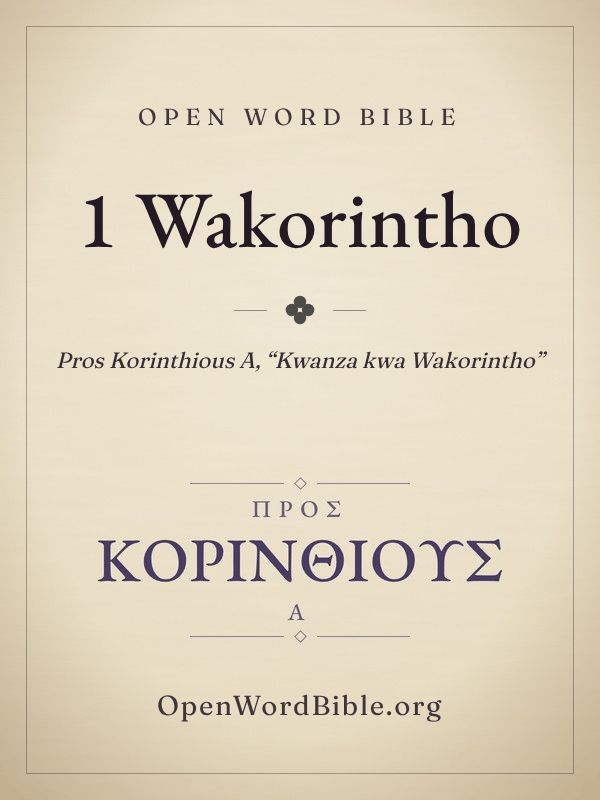 OPEN WORD BIBLE
1 Wakorintho
Pros Korinthious A, “Kwanza kwa Wakorintho”
ΠΡΟΣ
ΚΟΡΙΝΘΙΟΥΣ
Α
OpenWordBible.org